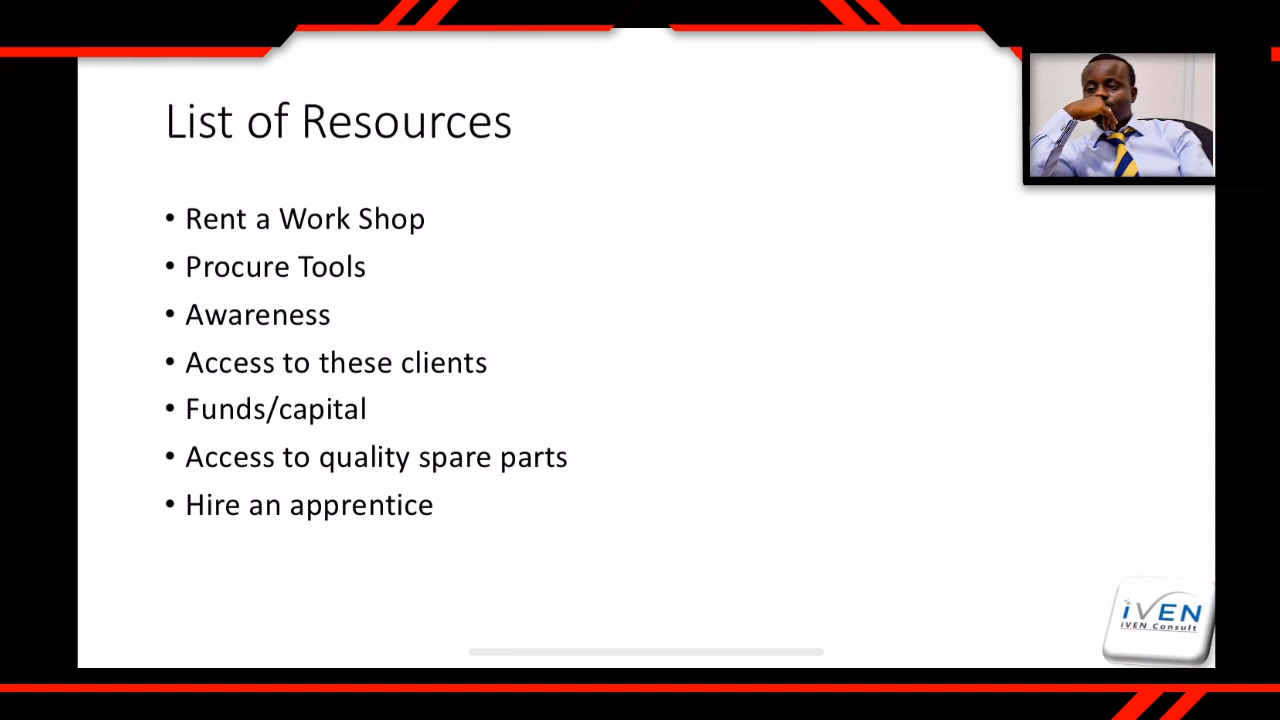 List of Resources
• Rent a Work Shop
• Procure Tools
• Awareness
• Access to these clients
• Funds/capital
• Access to quality spare parts
• Hire an apprentice
iVEN
iVEN Consult